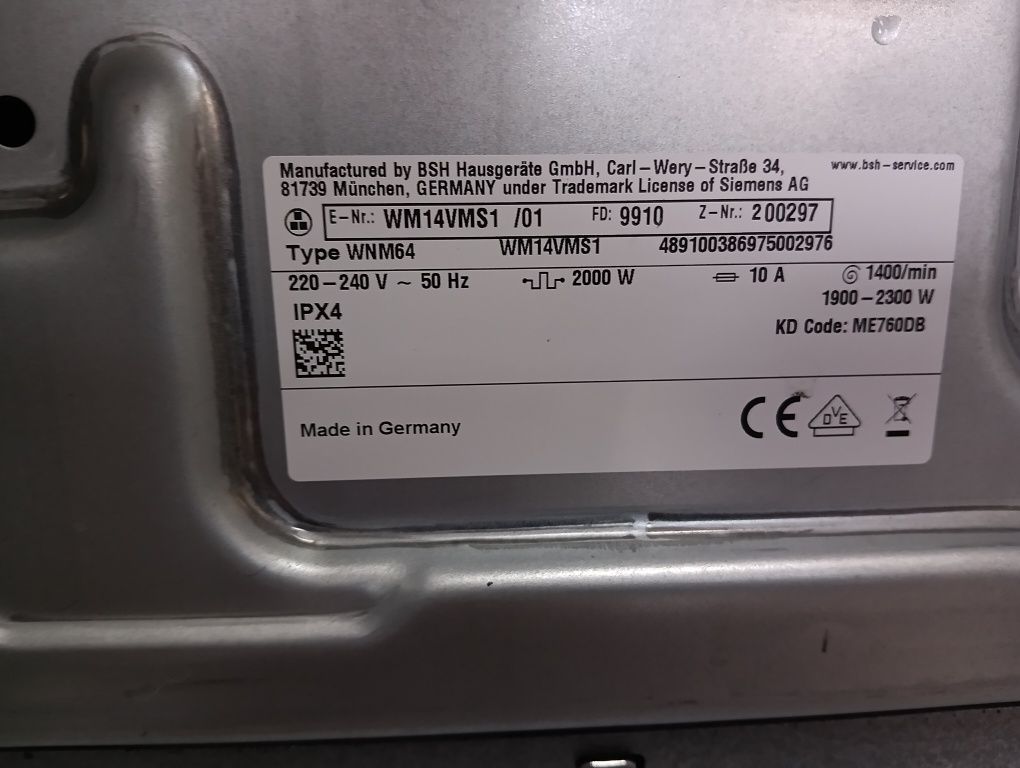 Manufactured by BSH Hausgeräte GmbH, Carl-Wery-Straße 34, www.bsh-service.com
81739 München, GERMANY under Trademark License of Siemens AG
E-Nr.: WM14VMS1 /01 FD: 9910 Z-Nr.: 200297
Type WNM64 WM14VMS1 489100386975002976
220-240 V ~ 50 Hz 2000 W 10 A 1400/min
IPX4 1900-2300 W
KD Code: ME760DB
Made in Germany CE DVE